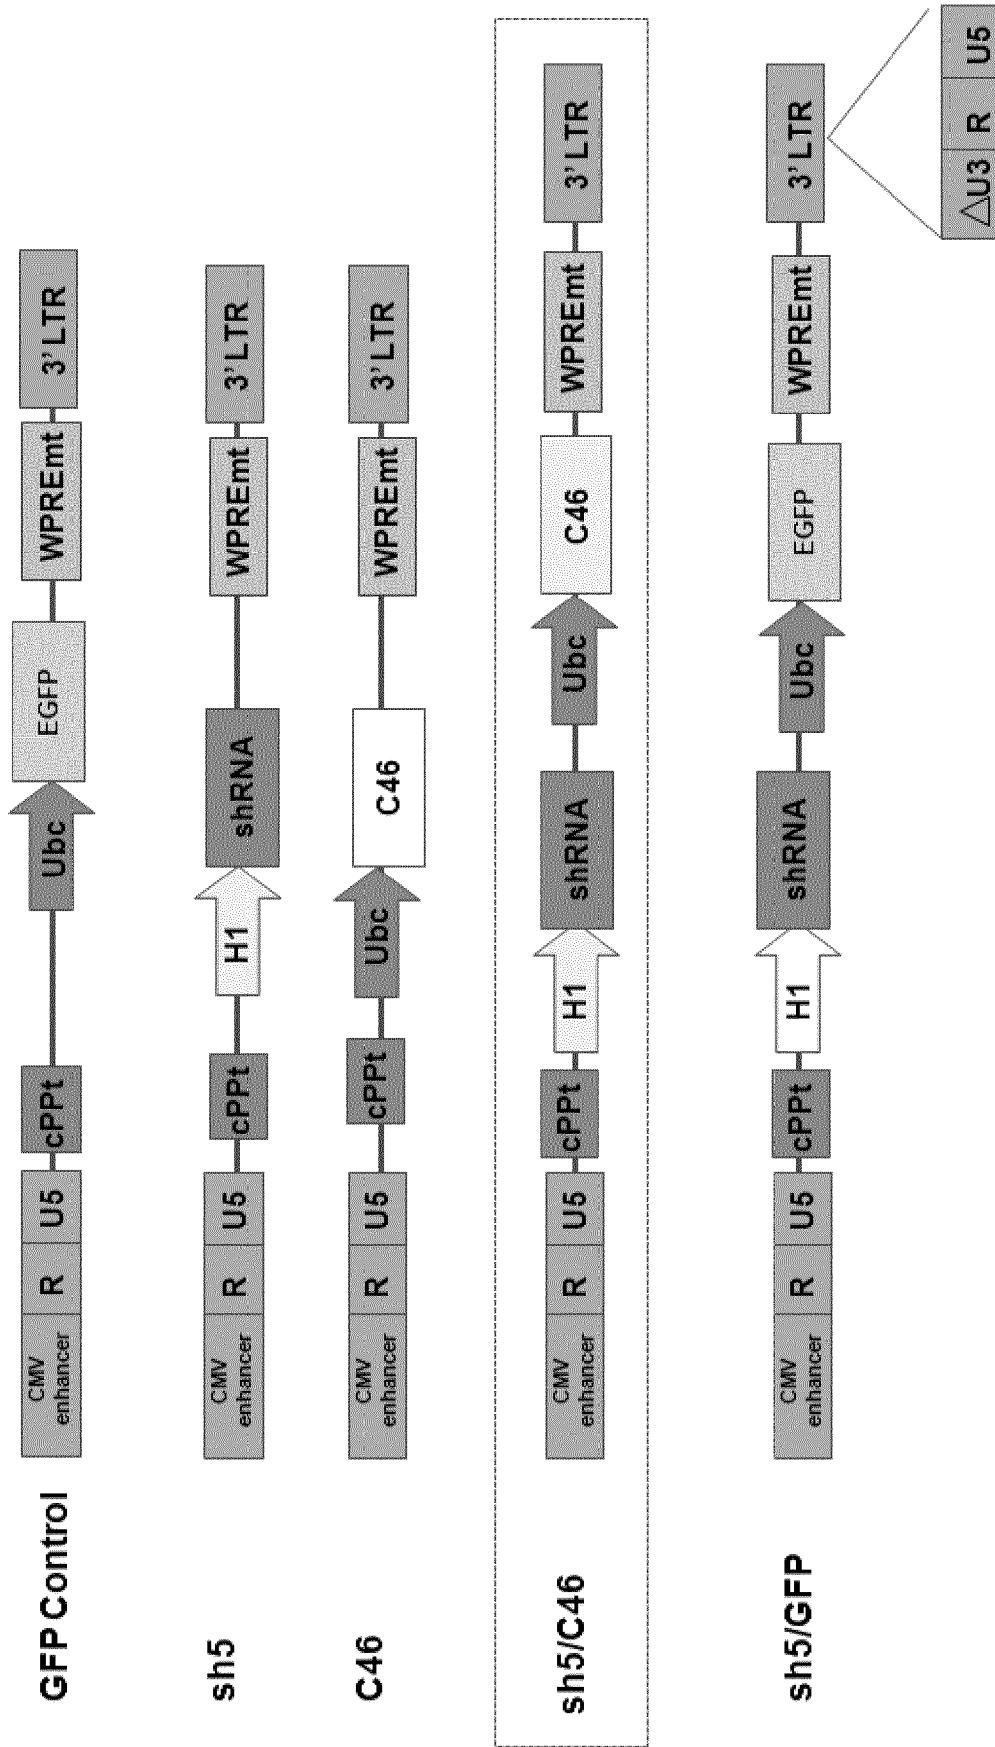 GFP Control
CMV
enhancer
R
U5
cPPt
Ubc
EGFP
WPREmt
3' LTR
sh5
CMV
enhancer
R
U5
cPPt
H1
shRNA
WPREmt
3' LTR
C46
CMV
enhancer
R
U5
cPPt
Ubc
C46
WPREmt
3' LTR
sh5/C46
CMV
enhancer
R
U5
cPPt
H1
shRNA
Ubc
C46
WPREmt
3' LTR
sh5/GFP
CMV
enhancer
R
U5
cPPt
H1
shRNA
Ubc
EGFP
WPREmt
3' LTR
△U3
R
U5